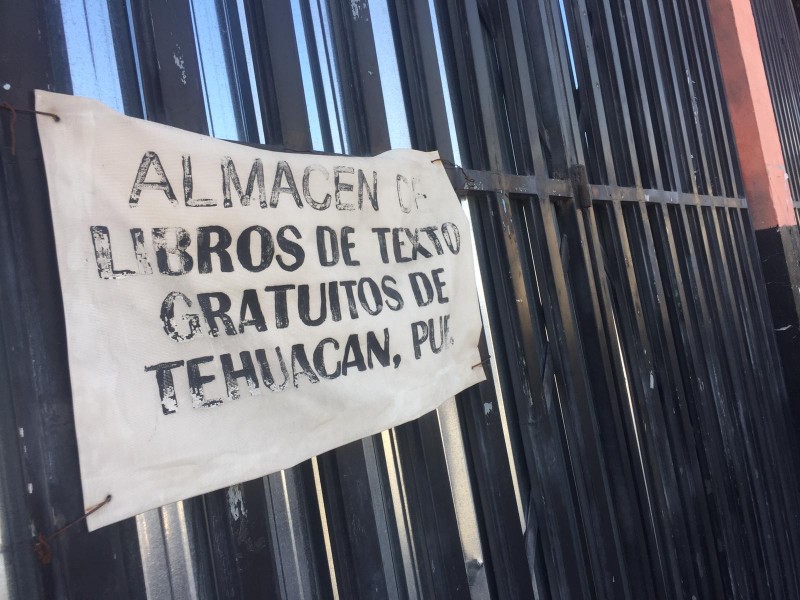 ALMACEN DE
LIBROS DE TEXTO
GRATUITOS DE
TEHUACAN, PUE.